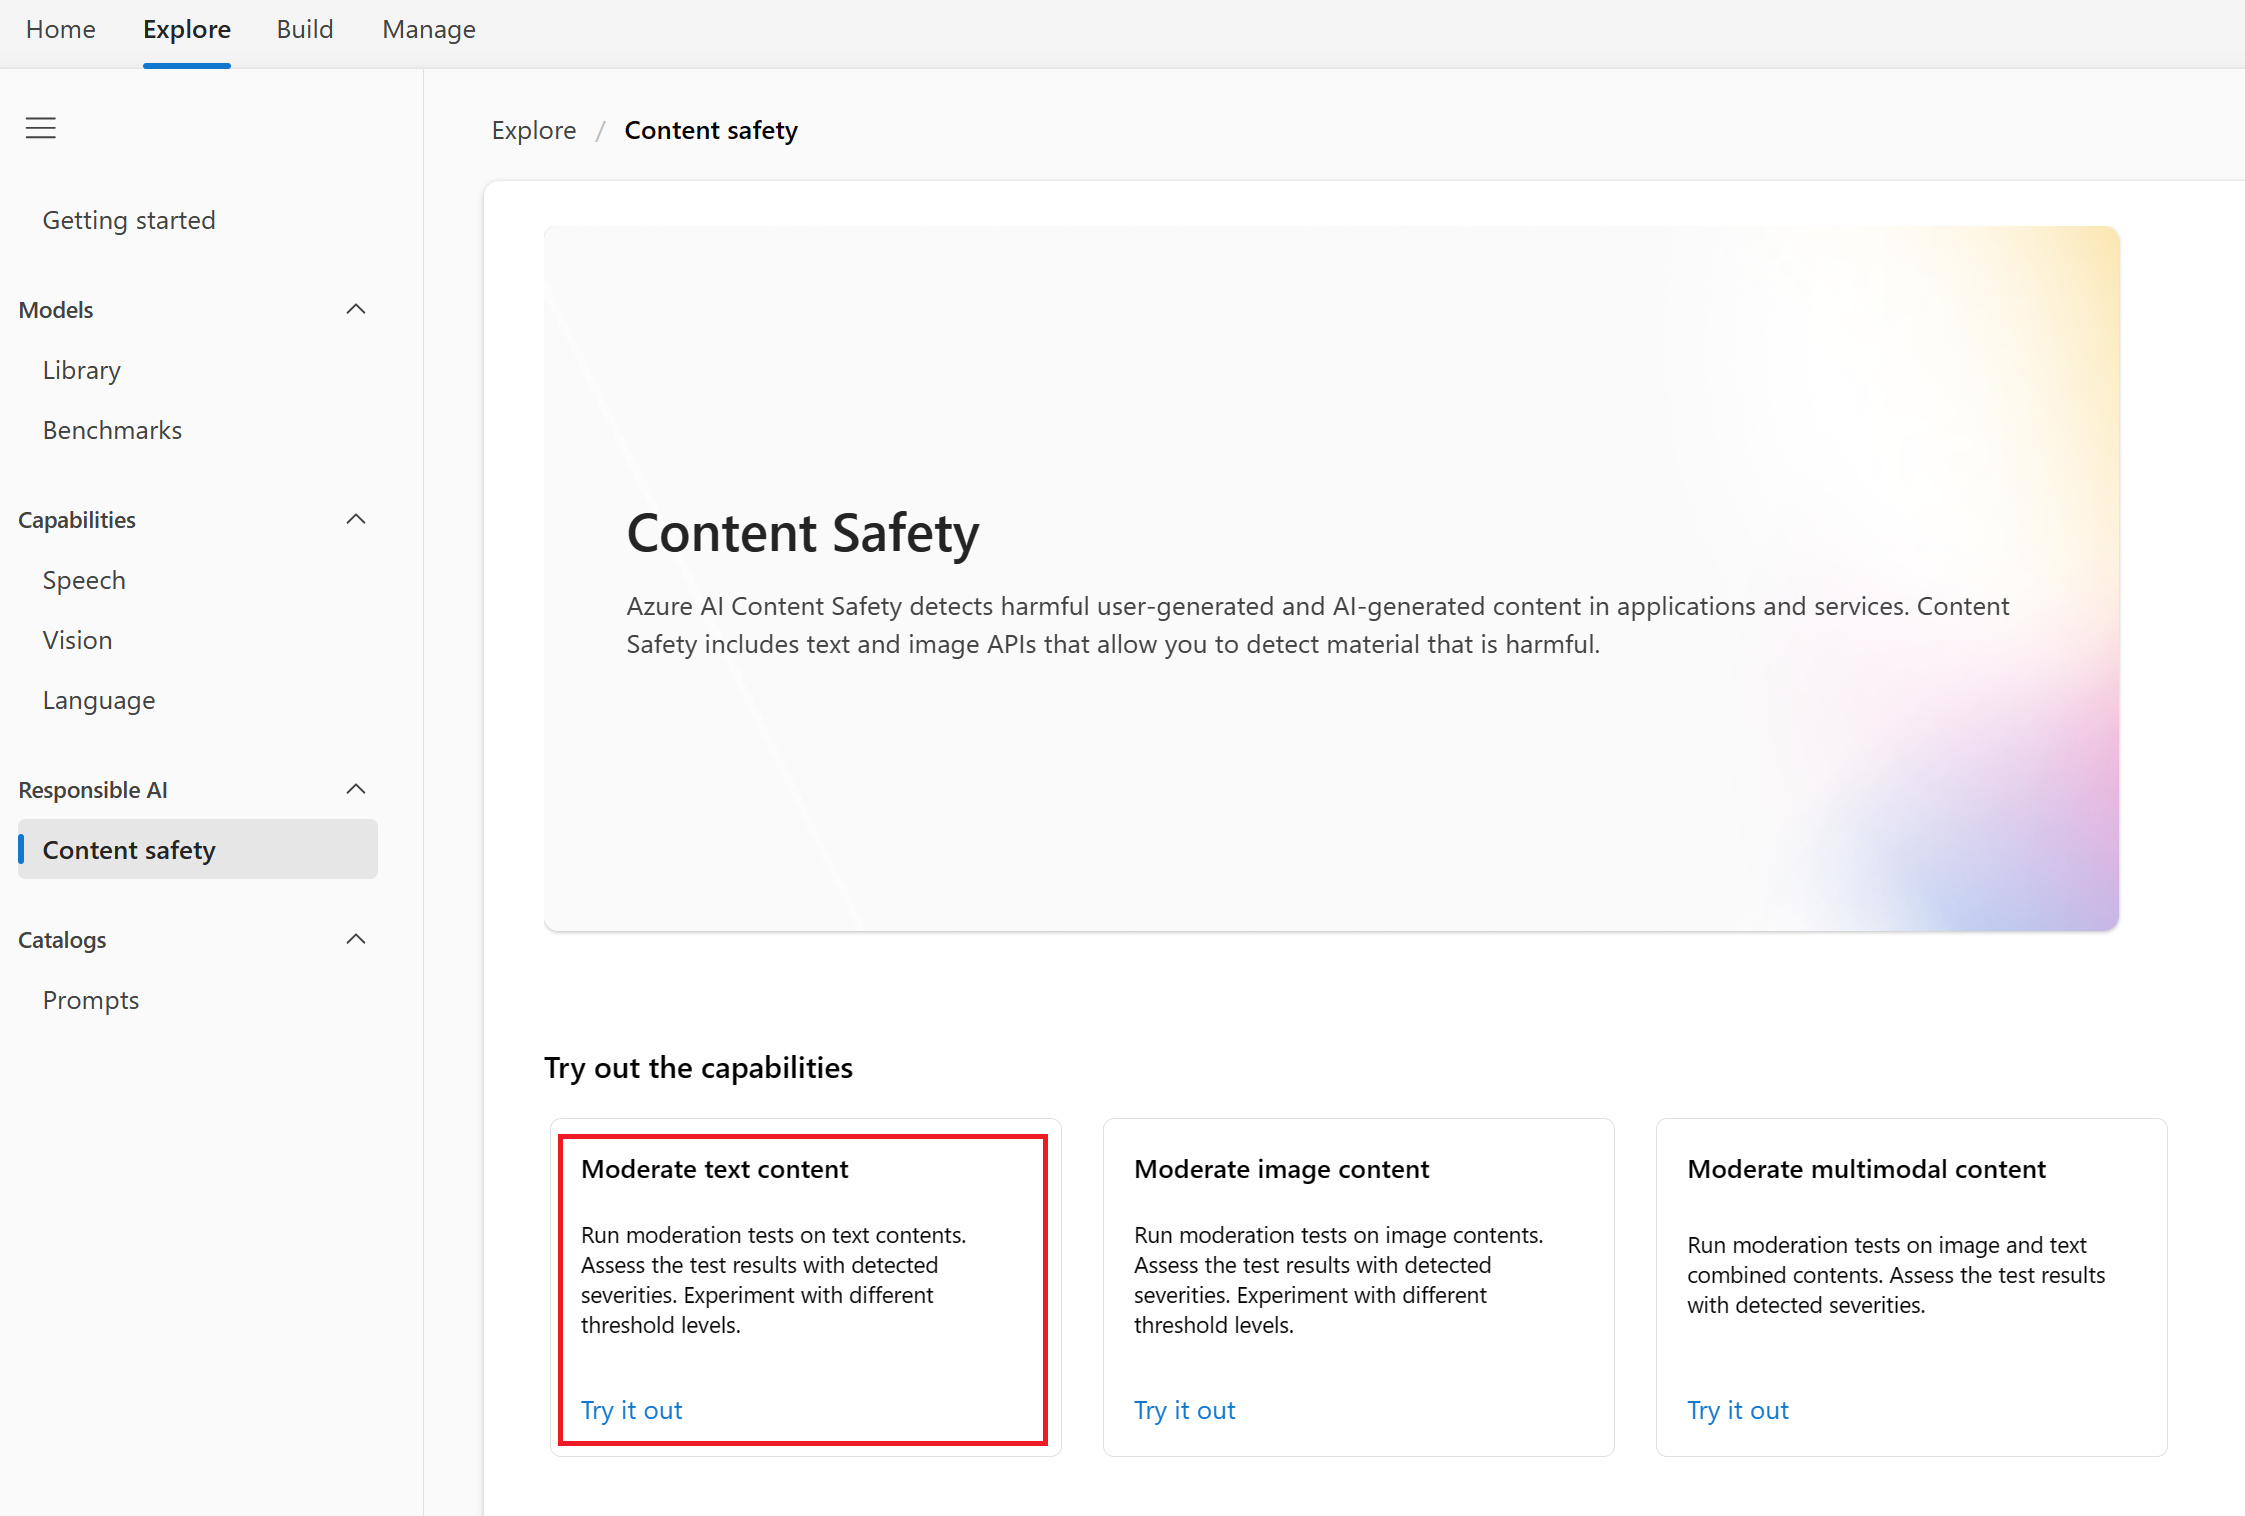 Home Explore Build Manage
Explore / Content safety
Getting started
Models
Library
Benchmarks
Capabilities
Speech
Vision
Language
Responsible AI
Content safety
Catalogs
Prompts
Content Safety
Azure AI Content Safety detects harmful user-generated and AI-generated content in applications and services. Content
Safety includes text and image APIs that allow you to detect material that is harmful.
Try out the capabilities
Moderate text content
Run moderation tests on text contents.
Assess the test results with detected
severities. Experiment with different
threshold levels.
Try it out
Moderate image content
Run moderation tests on image contents.
Assess the test results with detected
severities. Experiment with different
threshold levels.
Try it out
Moderate multimodal content
Run moderation tests on image and text
combined contents. Assess the test results
with detected severities.
Try it out